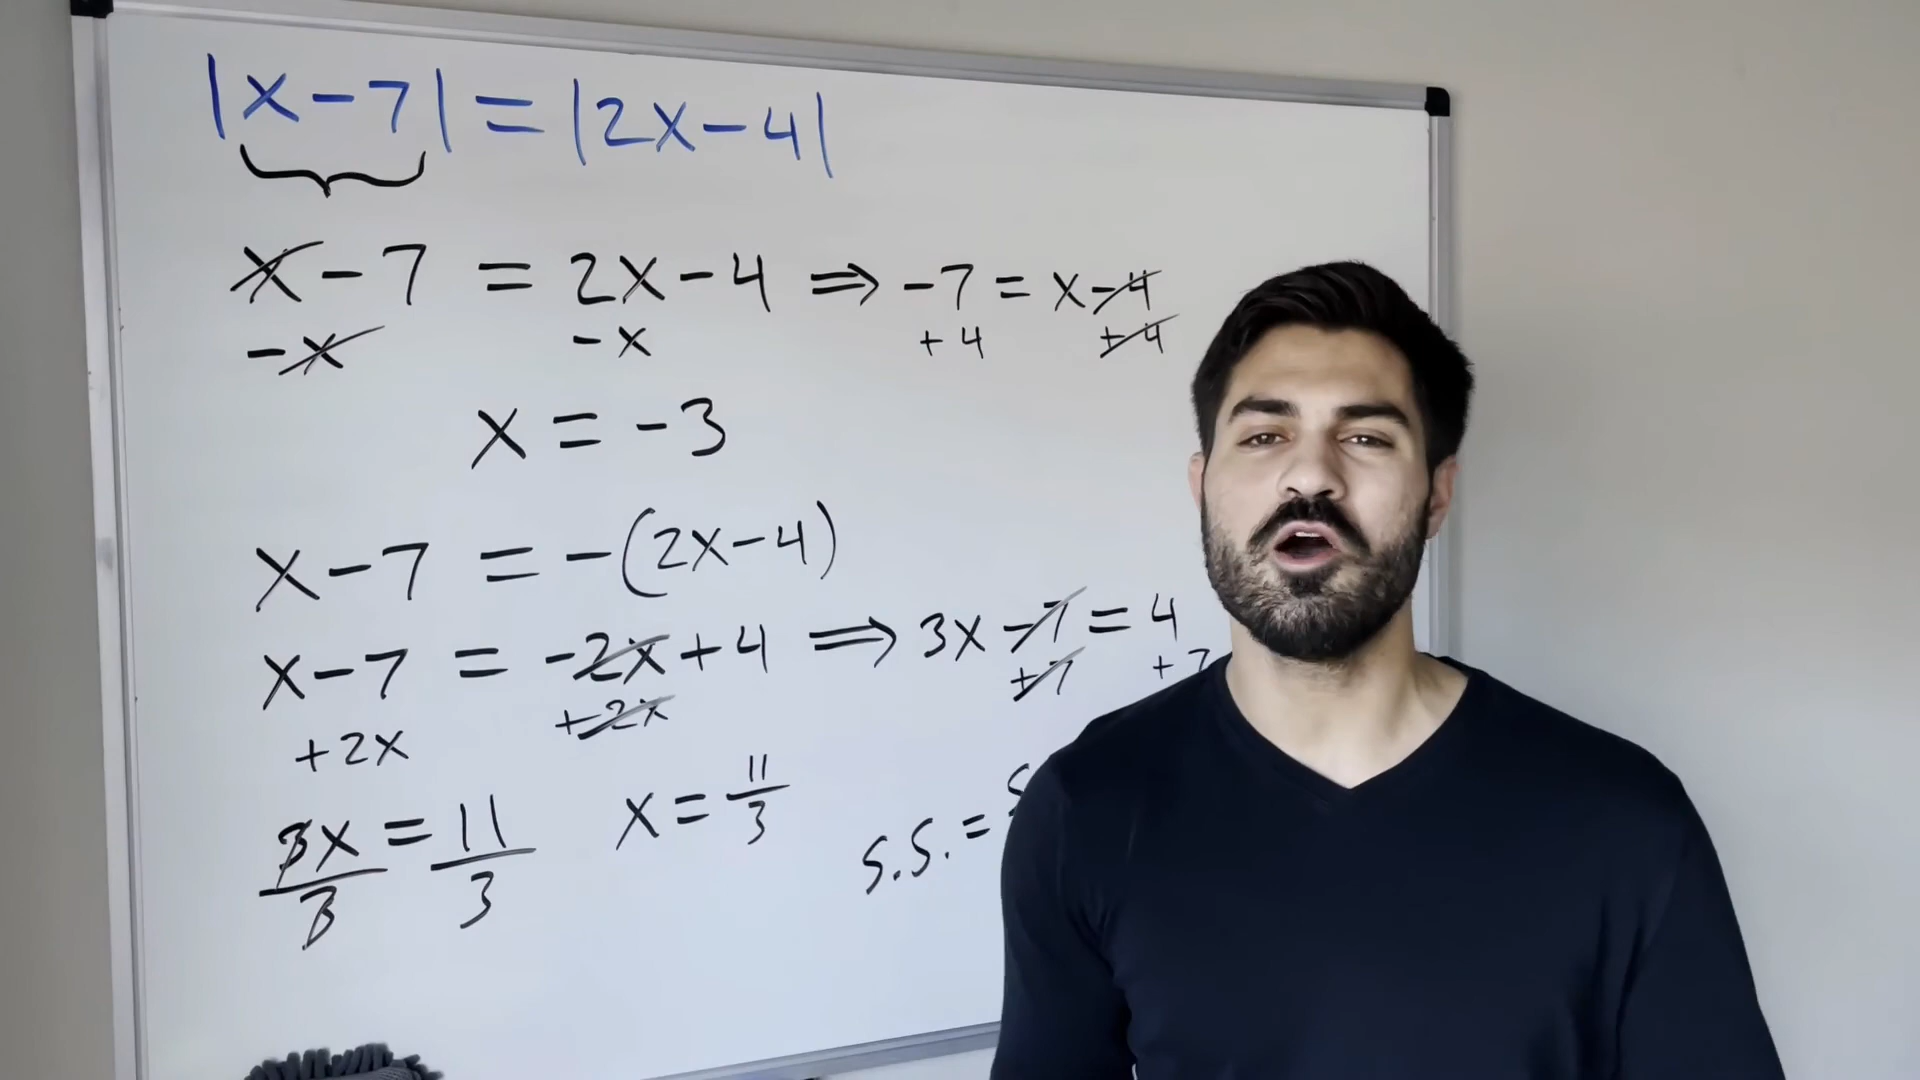 |x-7| = |2x-4|
x-7 = 2x-4 ⇒ -7 = x-4
-x -x +4 +4
x = -3
x-7 = -(2x-4)
x-7 = -2x+4 ⇒ 3x-7 = 4
+2x +2x +7 +7
3x/3 = 11/3 x = 11/3 S.S. =